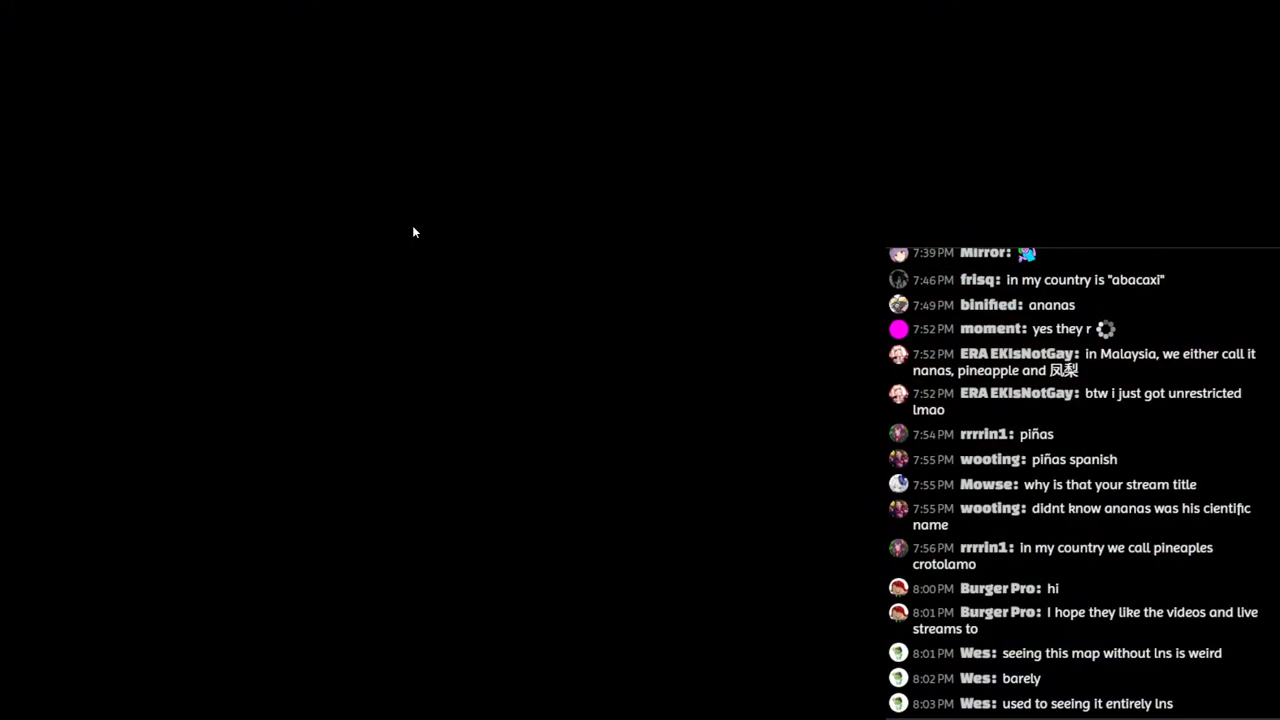 7:39 PM Mirror:
7:46 PM frisq: in my country is "abacaxi"
7:49 PM binified: ananas
7:52 PM moment: yes they r
7:52 PM ERA EKIsNotGay: in Malaysia, we either call it
nanas, pineapple and 凤梨
7:52 PM ERA EKIsNotGay: btw i just got unrestricted
lmao
7:54 PM rrrrin1: piñas
7:55 PM wooting: piñas spanish
7:55 PM Mowse: why is that your stream title
7:55 PM wooting: didnt know ananas was his cientific
name
7:56 PM rrrrin1: in my country we call pineaples
crotolamo
8:00 PM Burger Pro: hi
8:01 PM Burger Pro: I hope they like the videos and live
streams to
8:01 PM Wes: seeing this map without lns is weird
8:02 PM Wes: barely
8:03 PM Wes: used to seeing it entirely lns